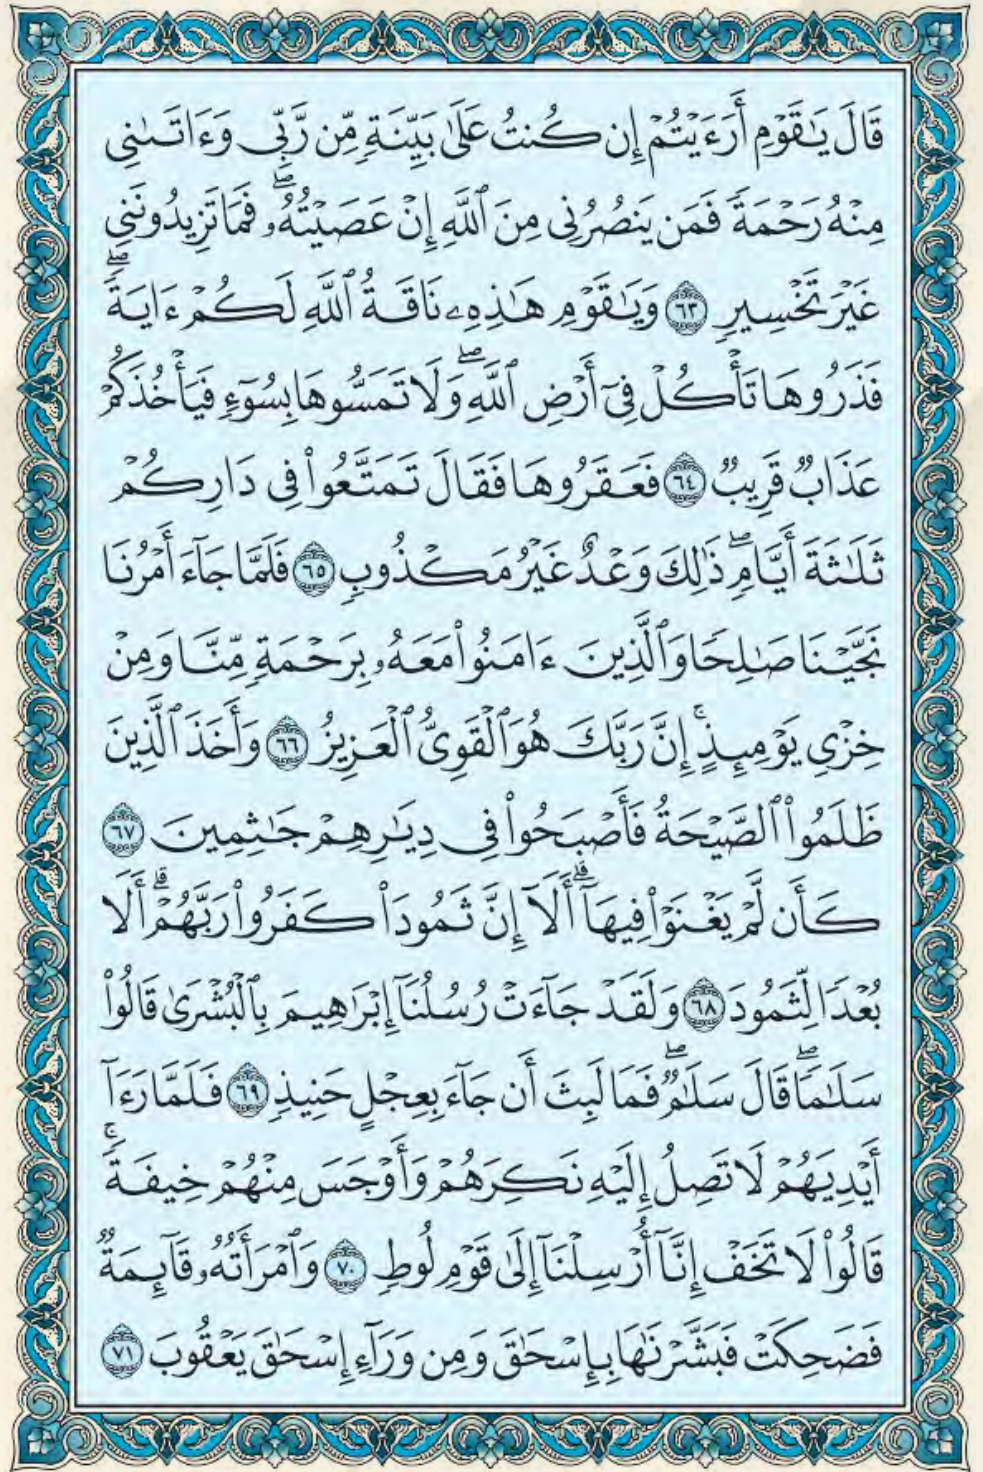 قَالَ يَٰقَوْمِ أَرَءَيْتُمْ إِن كُنتُ عَلَىٰ بَيِّنَةٍ مِّن رَّبِّي وَءَاتَىٰنِي
مِنْهُ رَحْمَةً فَمَن يَنصُرُنِي مِنَ ٱللَّهِ إِنْ عَصَيْتُهُۥۖ فَمَا تَزِيدُونَنِي
غَيْرَ تَخْسِيرٍ ٦٣ وَيَٰقَوْمِ هَٰذِهِۦ نَاقَةُ ٱللَّهِ لَكُمْ ءَايَةًۖ
فَذَرُوهَا تَأْكُلْ فِيٓ أَرْضِ ٱللَّهِۖ وَلَا تَمَسُّوهَا بِسُوٓءٍ فَيَأْخُذَكُمْ
عَذَابٌ قَرِيبٌ ٦٤ فَعَقَرُوهَا فَقَالَ تَمَتَّعُواْ فِي دَارِكُمْ
ثَلَٰثَةَ أَيَّامٍۖ ذَٰلِكَ وَعْدٌ غَيْرُ مَكْذُوبٍ ٦٥ فَلَمَّا جَآءَ أَمْرُنَا
نَجَّيْنَا صَٰلِحًا وَٱلَّذِينَ ءَامَنُواْ مَعَهُۥ بِرَحْمَةٍ مِّنَّا وَمِنْ
خِزْيِ يَوْمِئِذٍۚ إِنَّ رَبَّكَ هُوَ ٱلْقَوِيُّ ٱلْعَزِيزُ ٦٦ وَأَخَذَ ٱلَّذِينَ
ظَلَمُواْ ٱلصَّيْحَةُ فَأَصْبَحُواْ فِي دِيَٰرِهِمْ جَٰثِمِينَ ٦٧
كَأَن لَّمْ يَغْنَوْاْ فِيهَآۗ أَلَآ إِنَّ ثَمُودَاْ كَفَرُواْ رَبَّهُمْۗ أَلَا
بُعْدًا لِّثَمُودَ ٦٨ وَلَقَدْ جَآءَتْ رُسُلُنَآ إِبْرَٰهِيمَ بِٱلْبُشْرَىٰ قَالُواْ
سَلَٰمًاۖ قَالَ سَلَٰمٌۖ فَمَا لَبِثَ أَن جَآءَ بِعِجْلٍ حَنِيذٍ ٦٩ فَلَمَّا رَءَآ
أَيْدِيَهُمْ لَا تَصِلُ إِلَيْهِ نَكِرَهُمْ وَأَوْجَسَ مِنْهُمْ خِيفَةًۚ
قَالُواْ لَا تَخَفْ إِنَّآ أُرْسِلْنَآ إِلَىٰ قَوْمِ لُوطٍ ٧٠ وَٱمْرَأَتُهُۥ قَآئِمَةٌ
فَضَحِكَتْ فَبَشَّرْنَٰهَا بِإِسْحَٰقَ وَمِن وَرَآءِ إِسْحَٰقَ يَعْقُوبَ ٧١